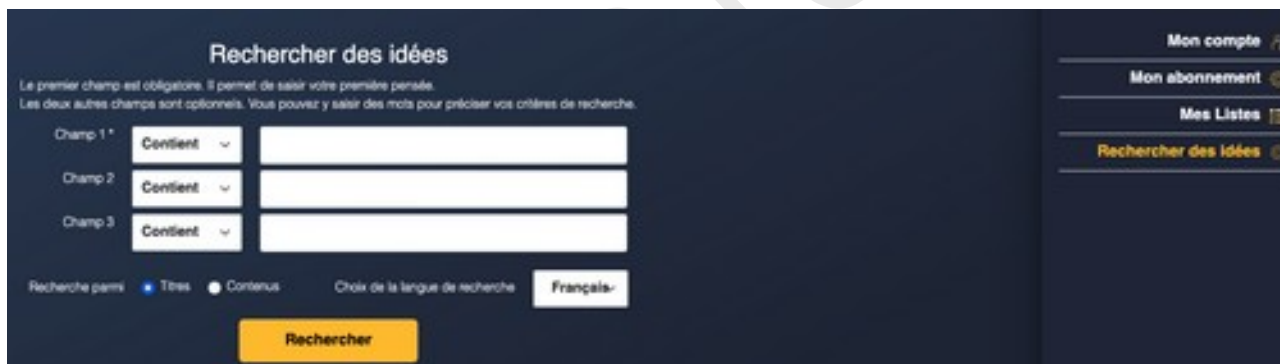 Rechercher des idées
Le premier champ est obligatoire. Il permet de saisir votre première pensée.
Les deux autres champs sont optionnels. Vous pouvez y saisir des mots pour préciser vos critères de recherche.
Champ 1 *
Contient
Champ 2
Contient
Champ 3
Contient
Recherche parmi Titres Contenus Choix de la langue de recherche Français
Rechercher
Mon compte
Mon abonnement
Mes Listes
Rechercher des idées